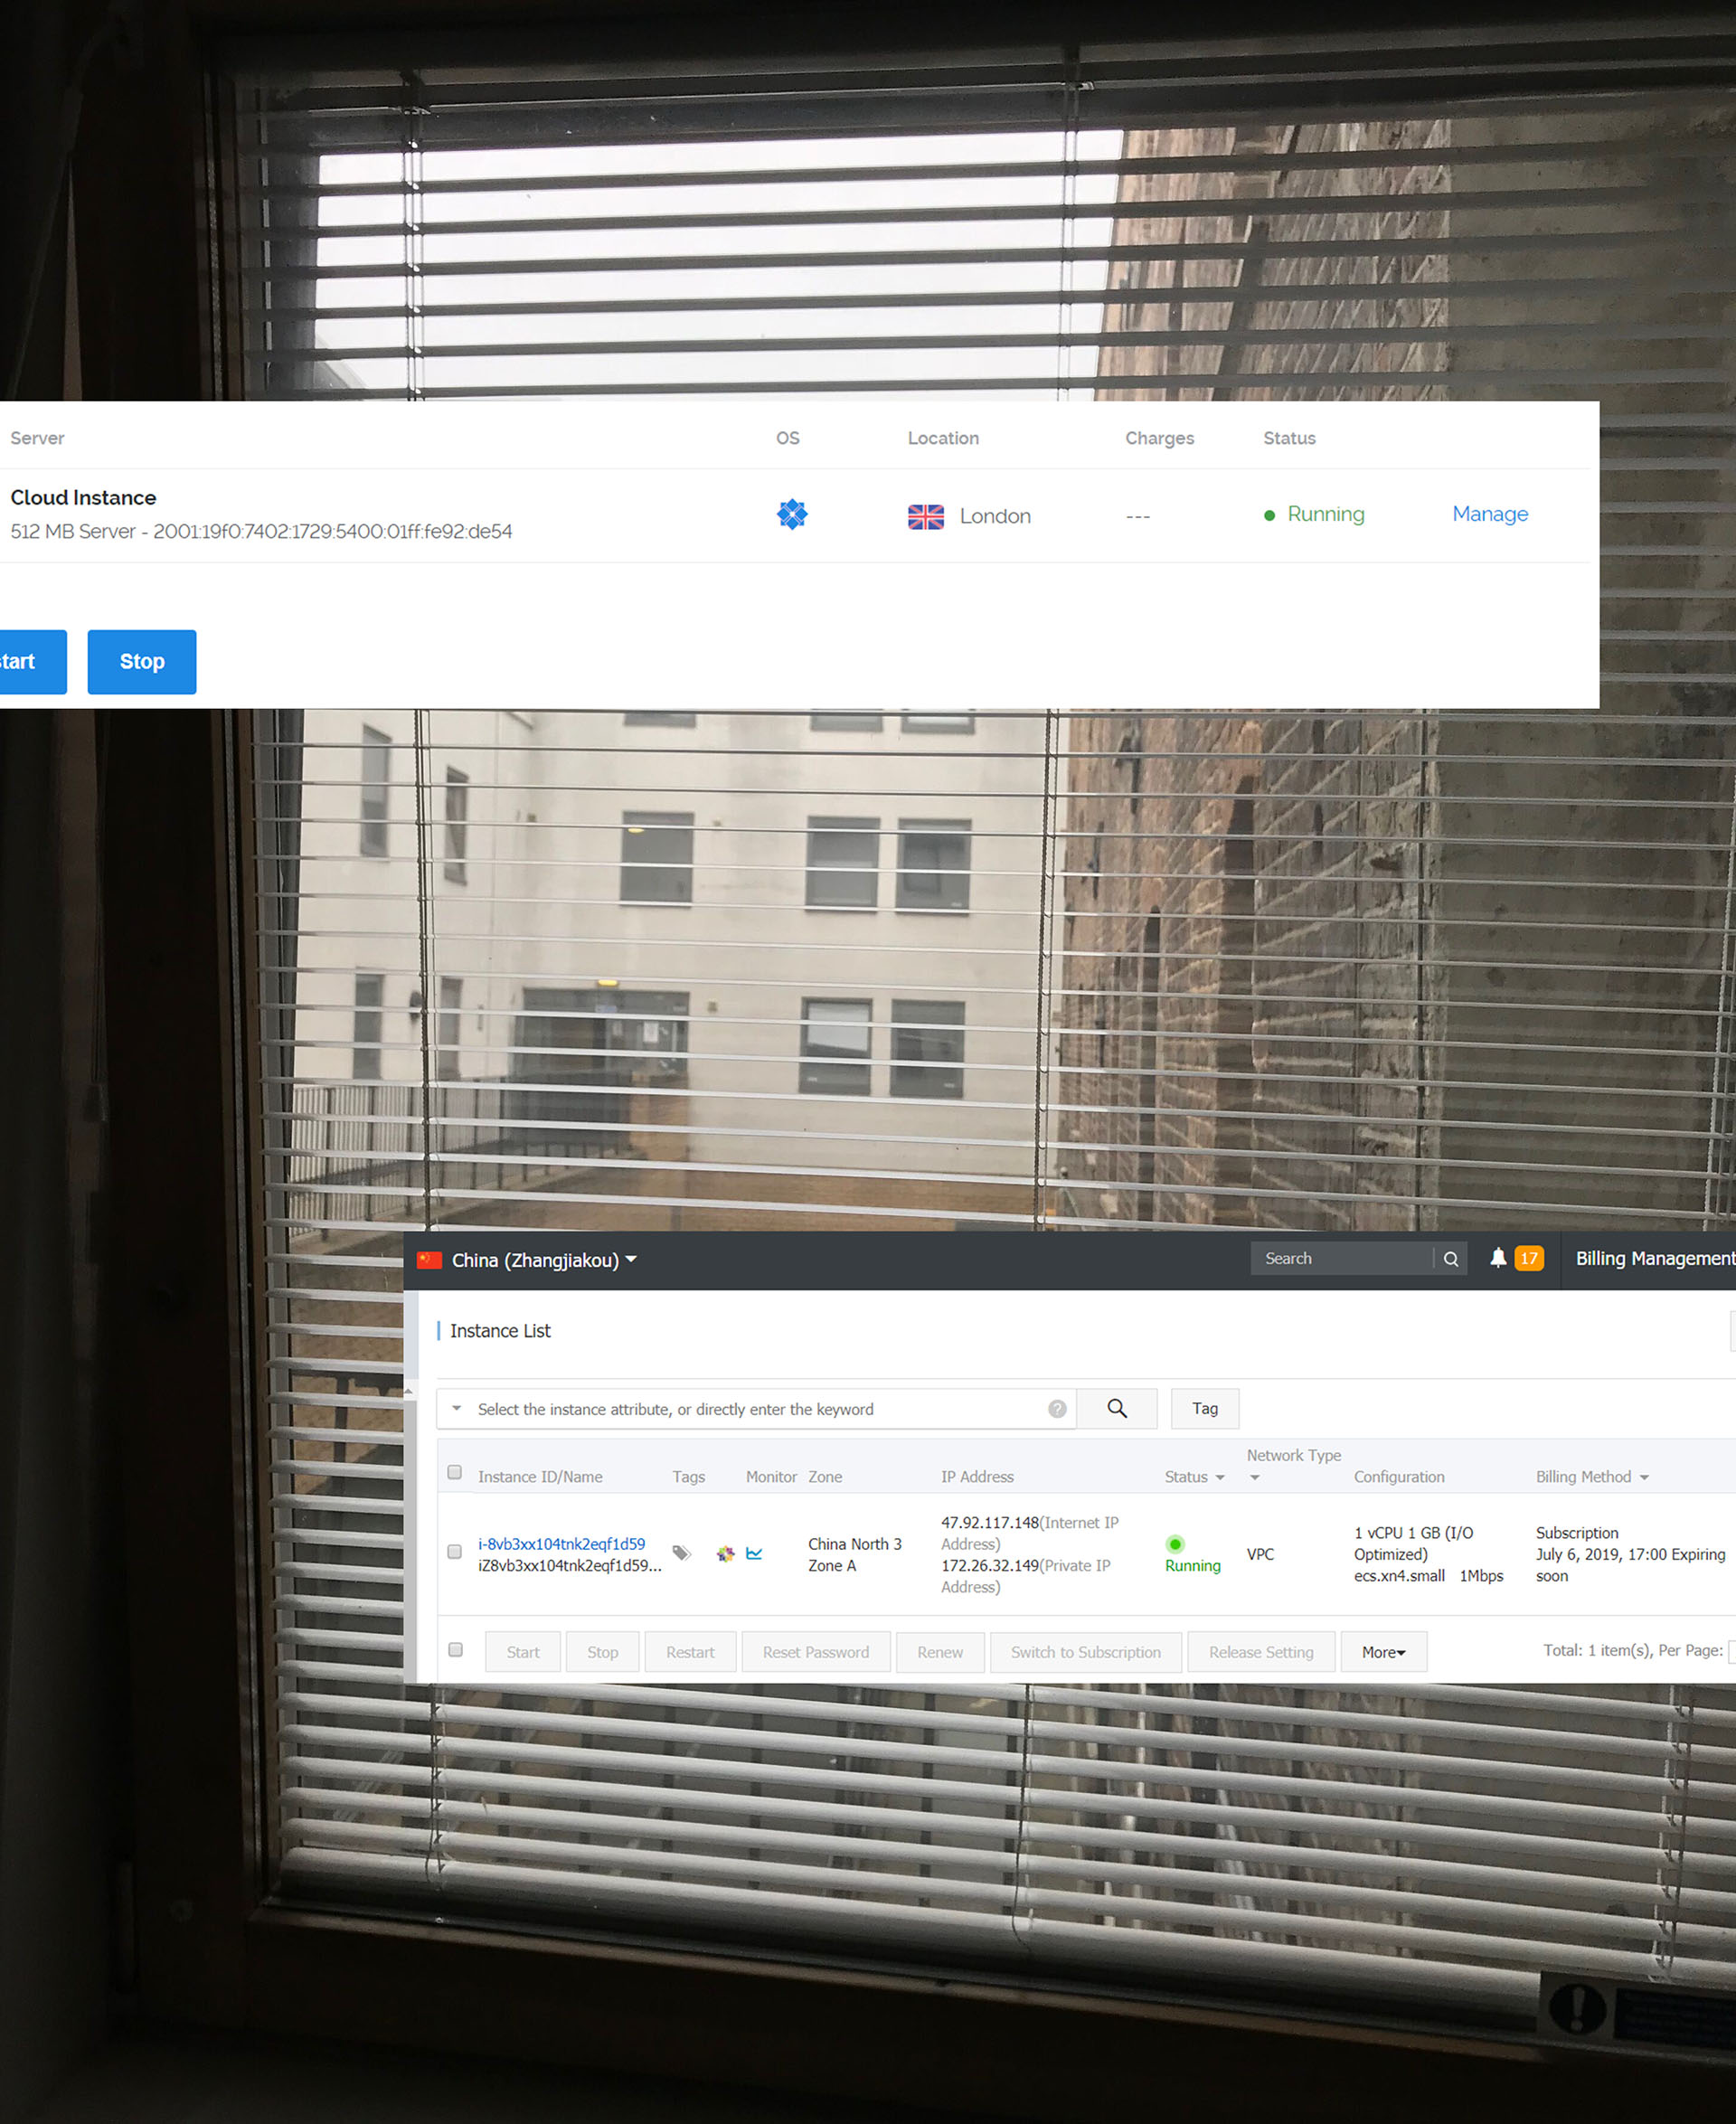 Server OS Location Charges Status
Cloud Instance
512 MB Server - 2001:19f0:7402:1729:5400:01ff:fe92:de54
London --- Running Manage
tart Stop
China (Zhangjiakou) Search 17 Billing Management
Instance List
Select the instance attribute, or directly enter the keyword ? Tag
Network Type
Instance ID/Name Tags Monitor Zone IP Address Status Configuration Billing Method
47.92.117.148(Internet IP
Address)
172.26.32.149(Private IP
Address)
i-8vb3xx104tnk2eqf1d59
iZ8vb3xx104tnk2eqf1d59...
China North 3
Zone A
Running
VPC
1 vCPU 1 GB (I/O
Optimized)
ecs.xn4.small 1Mbps
Subscription
July 6, 2019, 17:00 Expiring
soon
Start Stop Restart Reset Password Renew Switch to Subscription Release Setting More Total: 1 item(s), Per Page: